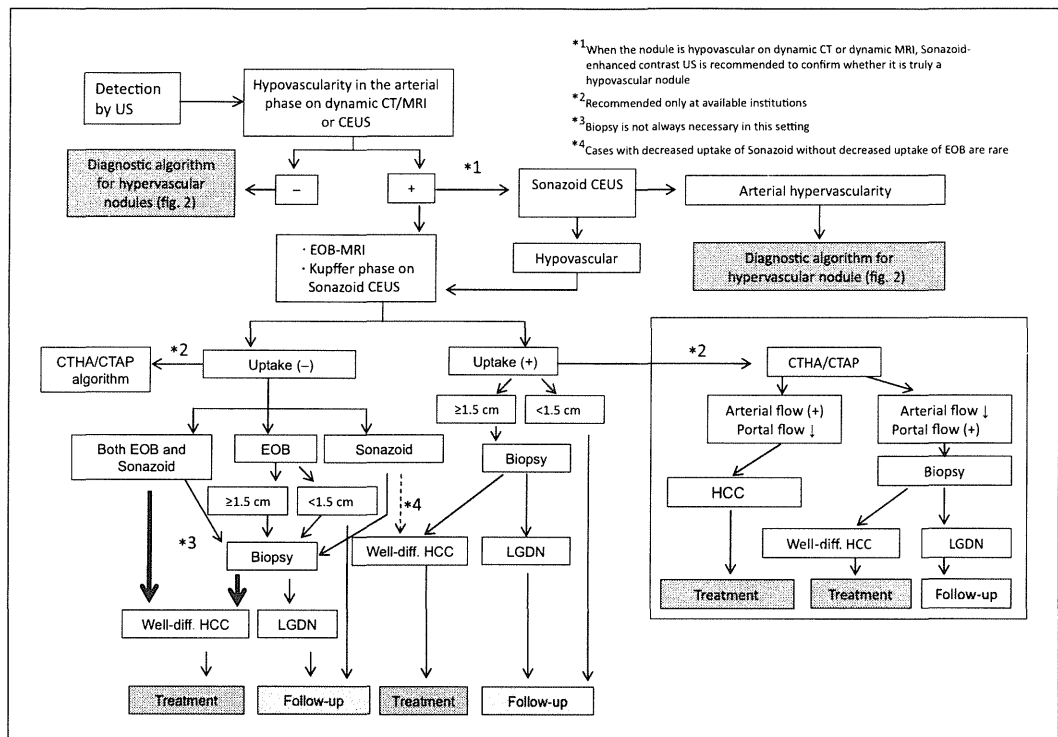 *1When the nodule is hypovascular on dynamic CT or dynamic MRI, Sonazoid-
enhanced contrast US is recommended to confirm whether it is truly a
hypovascular nodule
*2Recommended only at available institutions
*3Biopsy is not always necessary in this setting
*4Cases with decreased uptake of Sonazoid without decreased uptake of EOB are rare
Detection
by US
Hypovascularity in the arterial
phase on dynamic CT/MRI
or CEUS
Diagnostic algorithm
for hypervascular
nodules (fig. 2)
–
+
*1
Sonazoid CEUS
Arterial hypervascularity
· EOB-MRI
· Kupffer phase on
Sonazoid CEUS
Hypovascular
Diagnostic algorithm for
hypervascular nodule (fig. 2)
CTHA/CTAP
algorithm
*2
Uptake (–)
Uptake (+)
*2
CTHA/CTAP
≥1.5 cm
<1.5 cm
Arterial flow (+)
Portal flow ↓
Arterial flow ↓
Portal flow (+)
Both EOB and
Sonazoid
EOB
Sonazoid
Biopsy
Biopsy
≥1.5 cm
<1.5 cm
*4
HCC
*3
Biopsy
Well-diff. HCC
LGDN
Well-diff. HCC
LGDN
Well-diff. HCC
LGDN
Treatment
Treatment
Follow-up
Treatment
Follow-up
Treatment
Follow-up